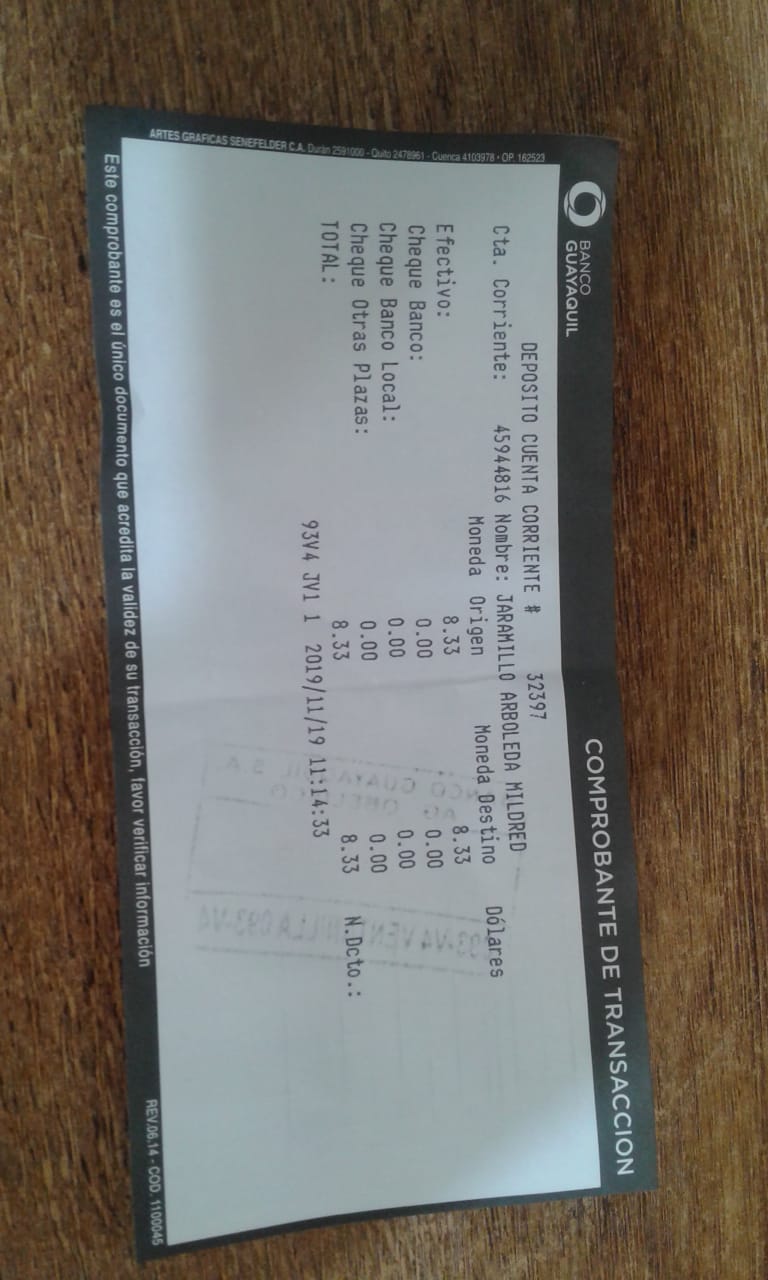 BANCO
GUAYAQUIL
COMPROBANTE DE TRANSACCION
DEPOSITO CUENTA CORRIENTE # 32397
Cta. Corriente: 45944816 Nombre: JARAMILLO ARBOLEDA MILDRED
Moneda Origen Moneda Destino Dólares
Efectivo: 8.33 8.33
Cheque Banco: 0.00 0.00
Cheque Banco Local: 0.00 0.00
Cheque Otras Plazas: 0.00 0.00
TOTAL: 8.33 8.33 N.Dcto.:
93V4 JV1 1 2019/11/19 11:14:33
Este comprobante es el único documento que acredita la validez de su transacción, favor verificar información
REV.06.14 - COD. 1100045
ARTES GRAFICAS SENEFELDER C.A. Durán 2591000 - Quito 2478961 - Cuenca 4103978 - OP. 162523